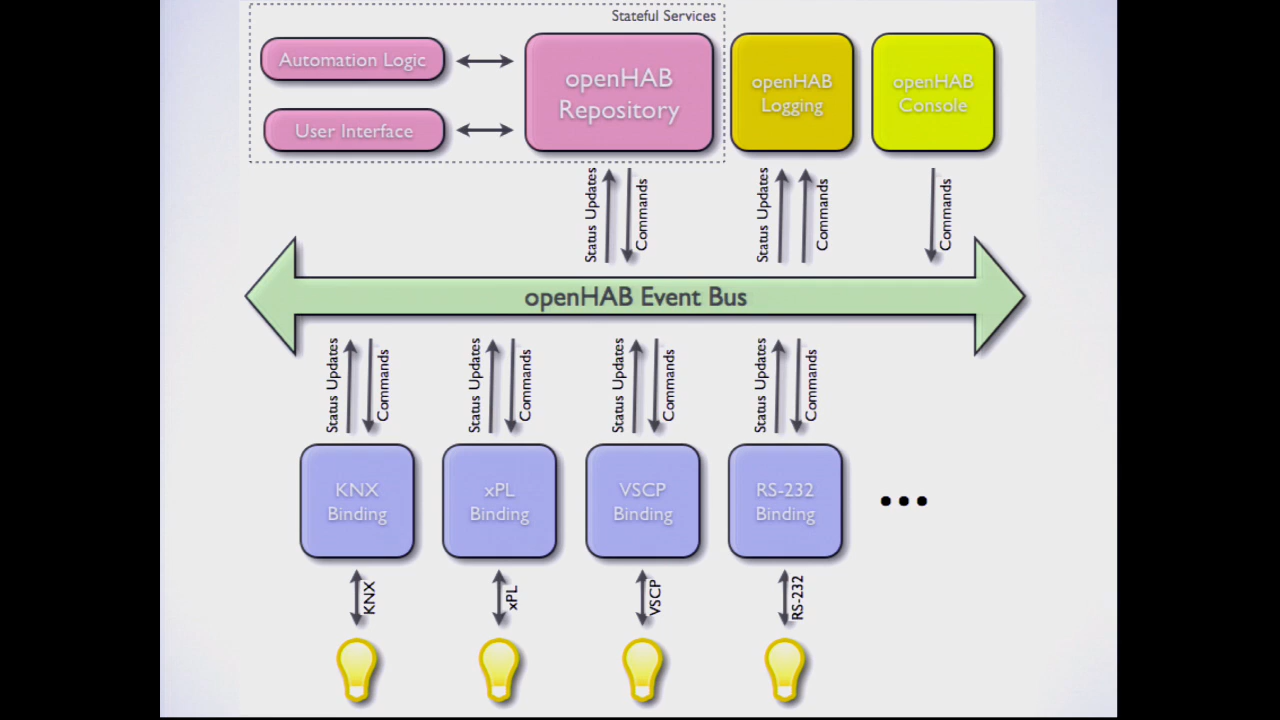 Stateful Services
Automation Logic
User Interface
openHAB
Repository
openHAB
Logging
openHAB
Console
Status Updates
Commands
Status Updates
Commands
Commands
openHAB Event Bus
Status Updates
Commands
Status Updates
Commands
Status Updates
Commands
Status Updates
Commands
KNX
Binding
xPL
Binding
VSCP
Binding
RS-232
Binding
...
KNX
xPL
VSCP
RS-232